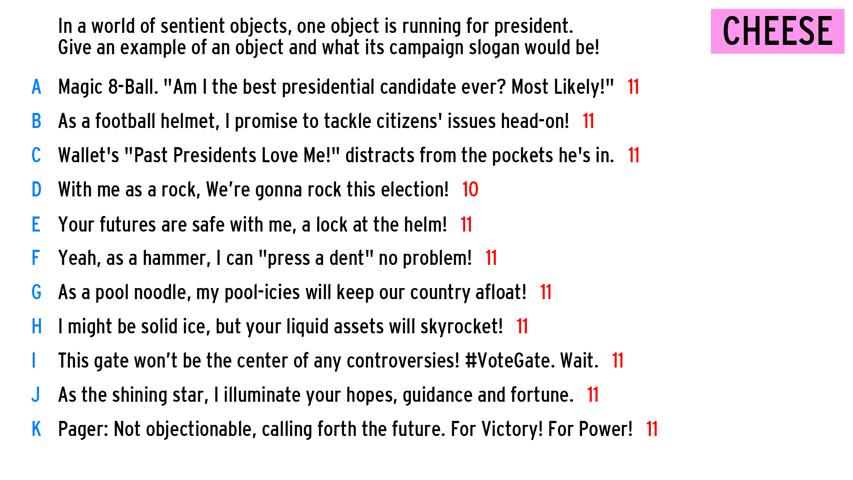 In a world of sentient objects, one object is running for president.
Give an example of an object and what its campaign slogan would be!
CHEESE
A Magic 8-Ball. "Am I the best presidential candidate ever? Most Likely!" 11
B As a football helmet, I promise to tackle citizens' issues head-on! 11
C Wallet's "Past Presidents Love Me!" distracts from the pockets he's in. 11
D With me as a rock, We’re gonna rock this election! 10
E Your futures are safe with me, a lock at the helm! 11
F Yeah, as a hammer, I can "press a dent" no problem! 11
G As a pool noodle, my pool-icies will keep our country afloat! 11
H I might be solid ice, but your liquid assets will skyrocket! 11
I This gate won’t be the center of any controversies! #VoteGate. Wait. 11
J As the shining star, I illuminate your hopes, guidance and fortune. 11
K Pager: Not objectionable, calling forth the future. For Victory! For Power! 11